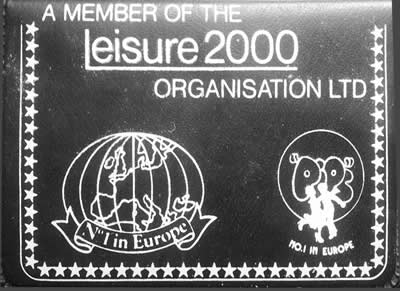 A MEMBER OF THE
Leisure 2000
ORGANISATION LTD
Nº1 in Europe
NO.1 IN EUROPE